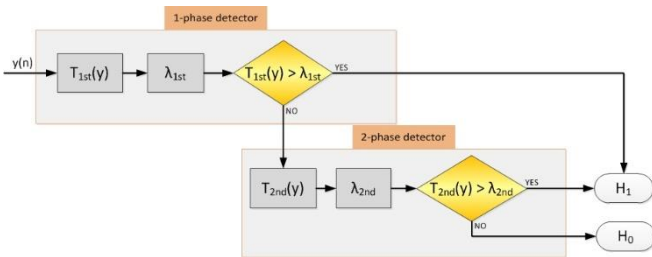 1-phase detector
y(n)
T1st(y)
λ1st
T1st(y) > λ1st
YES
NO
2-phase detector
T2nd(y)
λ2nd
T2nd(y) > λ2nd
YES
NO
H1
H0